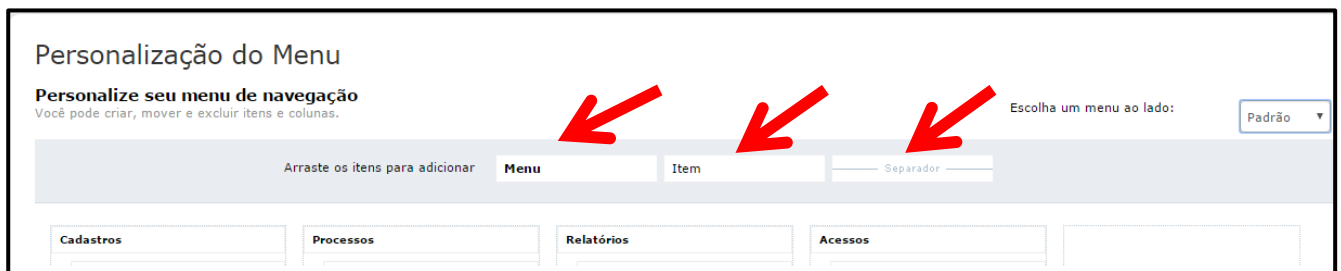 Personalização do Menu
Personalize seu menu de navegação
Você pode criar, mover e excluir itens e colunas.
Escolha um menu ao lado:
Padrão
Arraste os itens para adicionar
Menu
Item
Separador
Cadastros
Processos
Relatórios
Acessos